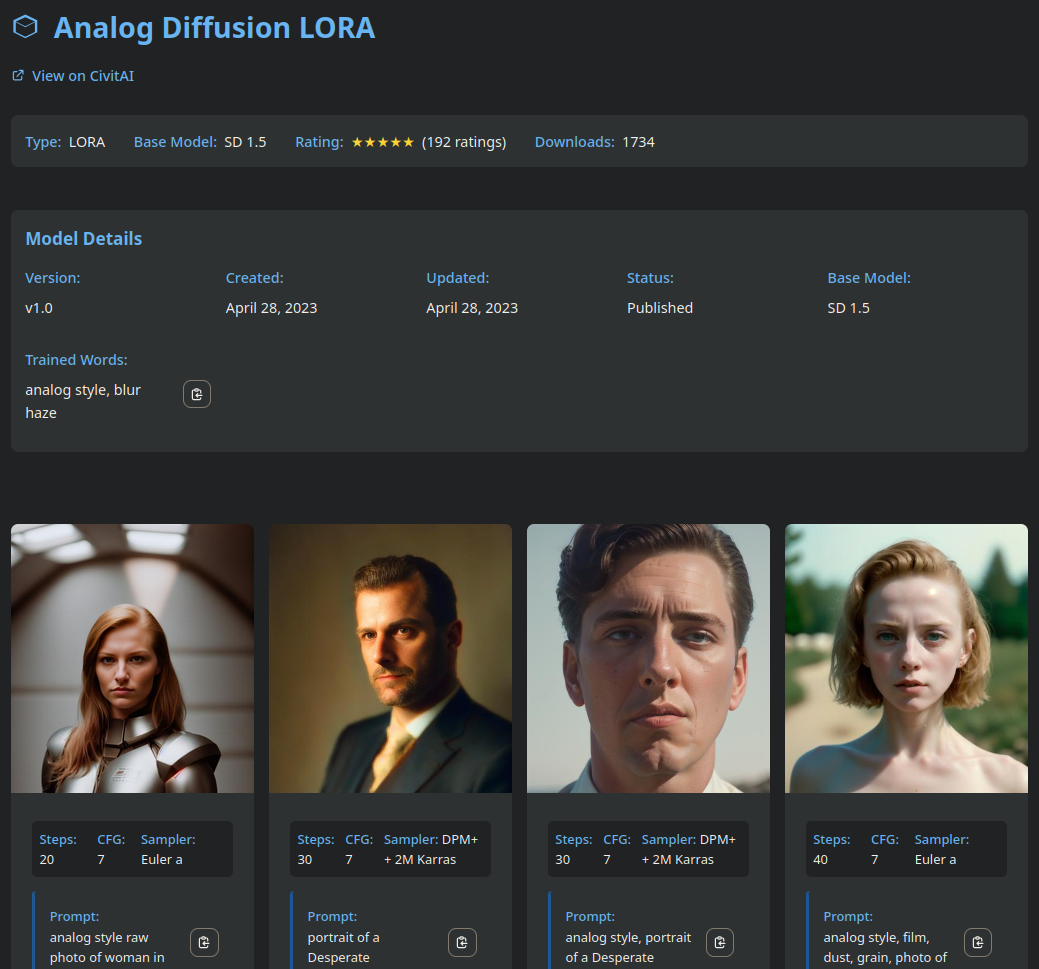 Analog Diffusion LORA
View on CivitAI
Type: LORA Base Model: SD 1.5 Rating: ★★★★★ (192 ratings) Downloads: 1734
Model Details
Version: Created: Updated: Status: Base Model:
v1.0 April 28, 2023 April 28, 2023 Published SD 1.5
Trained Words:
analog style, blur
haze
Steps: CFG: Sampler:
20 7 Euler a
Prompt:
analog style raw
photo of woman in
Steps: CFG: Sampler: DPM+
30 7 + 2M Karras
Prompt:
portrait of a
Desperate
Steps: CFG: Sampler: DPM+
30 7 + 2M Karras
Prompt:
analog style, portrait
of a Desperate
Steps: CFG: Sampler:
40 7 Euler a
Prompt:
analog style, film,
dust, grain, photo of